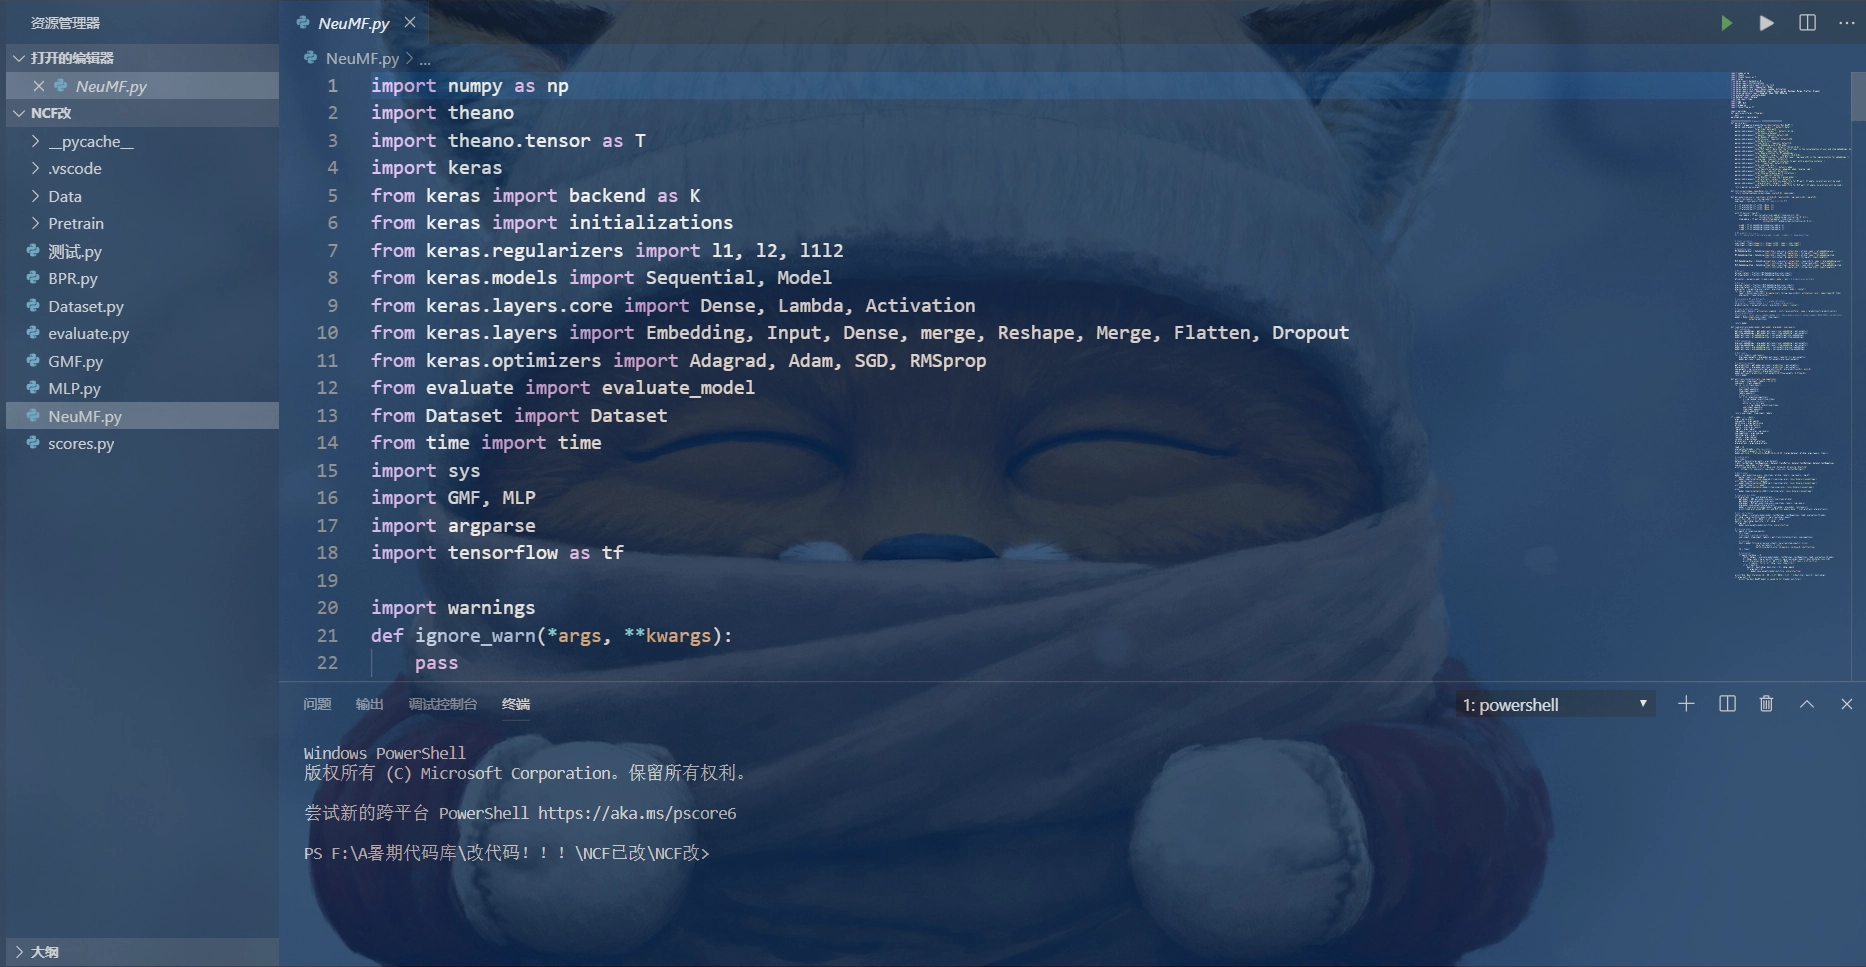 资源管理器
打开的编辑器
NeuMF.py
NCF改
__pycache__
.vscode
Data
Pretrain
测试.py
BPR.py
Dataset.py
evaluate.py
GMF.py
MLP.py
NeuMF.py
scores.py
大纲
NeuMF.py
NeuMF.py > ...
1 import numpy as np
2 import theano
3 import theano.tensor as T
4 import keras
5 from keras import backend as K
6 from keras import initializations
7 from keras.regularizers import l1, l2, l1l2
8 from keras.models import Sequential, Model
9 from keras.layers.core import Dense, Lambda, Activation
10 from keras.layers import Embedding, Input, Dense, merge, Reshape, Merge, Flatten, Dropout
11 from keras.optimizers import Adagrad, Adam, SGD, RMSprop
12 from evaluate import evaluate_model
13 from Dataset import Dataset
14 from time import time
15 import sys
16 import GMF, MLP
17 import argparse
18 import tensorflow as tf
19
20 import warnings
21 def ignore_warn(*args, **kwargs):
22     pass
问题 输出 调试控制台 终端 1: powershell
Windows PowerShell
版权所有 (C) Microsoft Corporation。保留所有权利。
尝试新的跨平台 PowerShell https://aka.ms/pscore6
PS F:\A暑期代码库\改代码！！！\NCF已改\NCF改>